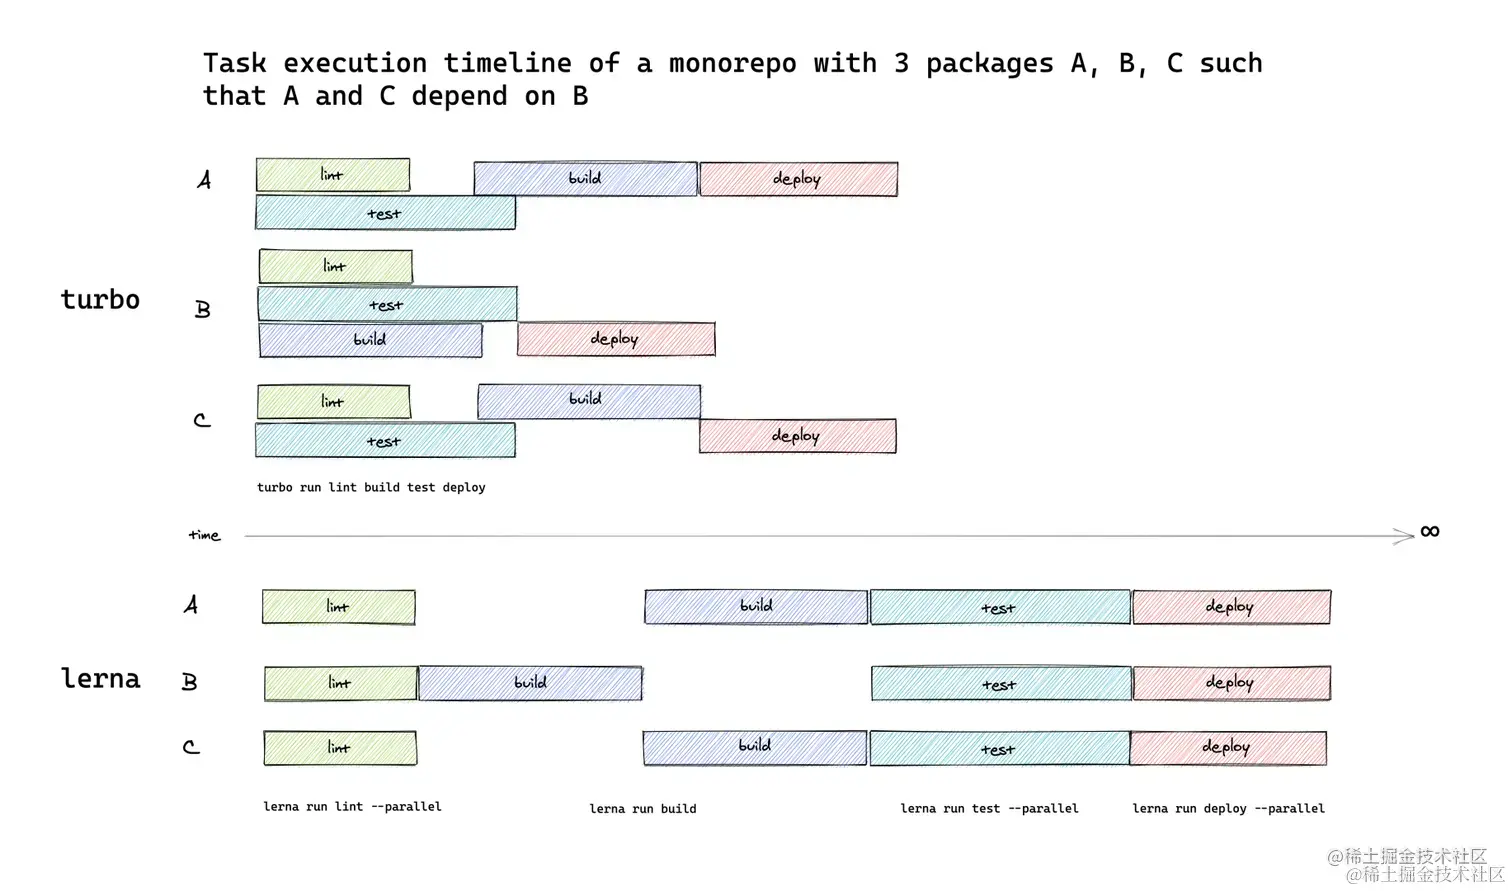 Task execution timeline of a monorepo with 3 packages A, B, C such
that A and C depend on B
turbo
A
lint
build
deploy
test
B
lint
test
build
deploy
C
lint
build
test
deploy
turbo run lint build test deploy
time
∞
lerna
A
lint
build
test
deploy
B
lint
build
test
deploy
C
lint
build
test
deploy
lerna run lint --parallel
lerna run build
lerna run test --parallel
lerna run deploy --parallel
@稀土掘金技术社区
@稀土掘金技术社区